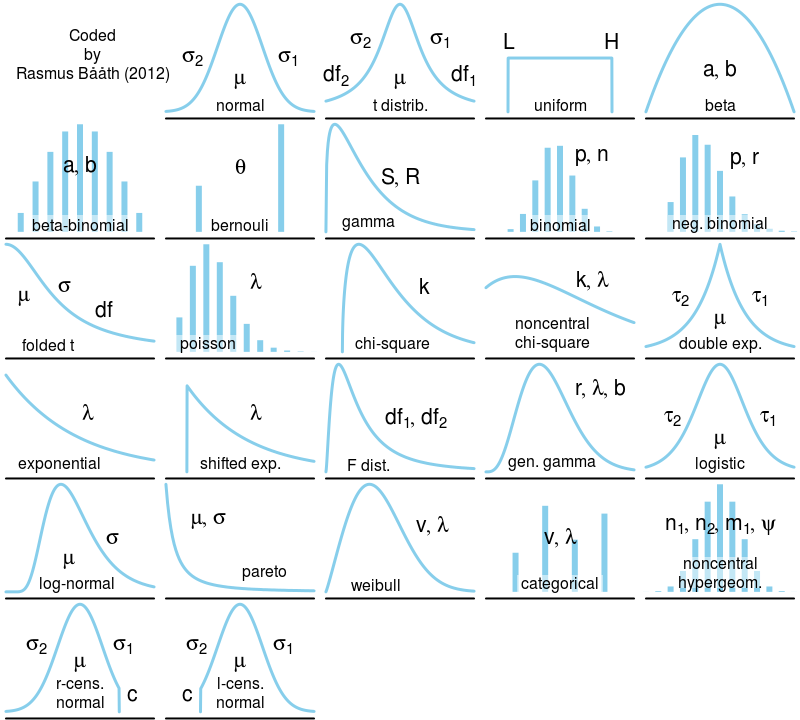 Coded
by
Rasmus Bååth (2012)
σ2 σ1
μ
normal
σ2 σ1
df2 μ df1
t distrib.
L H
uniform
a, b
beta
a, b
beta-binomial
θ
bernouli
S, R
gamma
p, n
binomial
p, r
neg. binomial
μ σ df
folded t
λ
poisson
k
chi-square
k, λ
noncentral
chi-square
τ2 τ1
μ
double exp.
λ
exponential
λ
shifted exp.
df1, df2
F dist.
r, λ, b
gen. gamma
τ2 τ1
μ
logistic
σ
μ
log-normal
μ, σ
pareto
v, λ
weibull
v, λ
categorical
n1, n2, m1, ψ
noncentral
hypergeom.
σ2 σ1
μ
r-cens.
normal c
σ2 σ1
μ
l-cens.
c normal